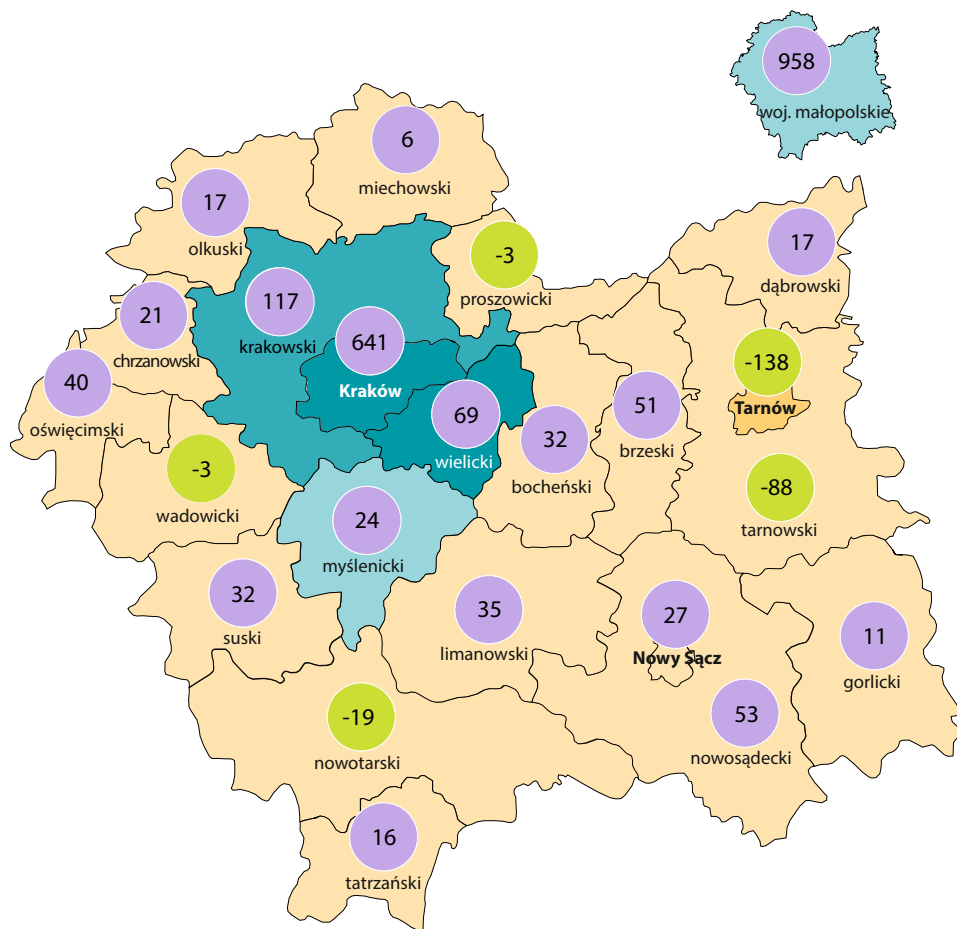 958
woj. małopolskie
6
miechowski
17
olkuski
-3
proszowicki
17
dąbrowski
117
krakowski
21
chrzanowski
641
Kraków
40
oświęcimski
-138
Tarnów
69
wielicki
51
brzeski
32
bocheński
-3
wadowicki
-88
tarnowski
24
myślenicki
32
suski
35
limanowski
27
Nowy Sącz
11
gorlicki
-19
nowotarski
53
nowosądecki
16
tatrzański